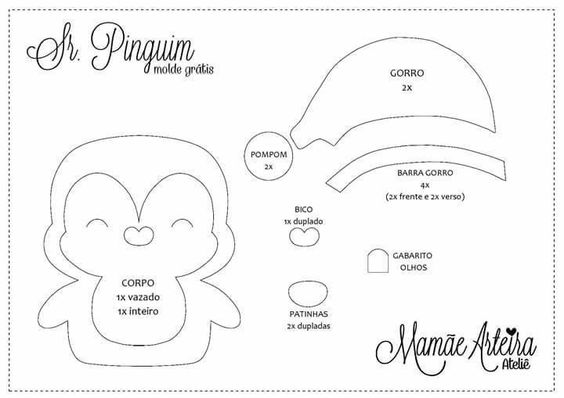 Sr. Pinguim
molde grátis
GORRO
2x
POMPOM
2x
BARRA GORRO
4x
(2x frente e 2x verso)
BICO
1x duplado
GABARITO
OLHOS
CORPO
1x vazado
1x inteiro
PATINHAS
2x dupladas
Mamãe Arteira
Ateliê